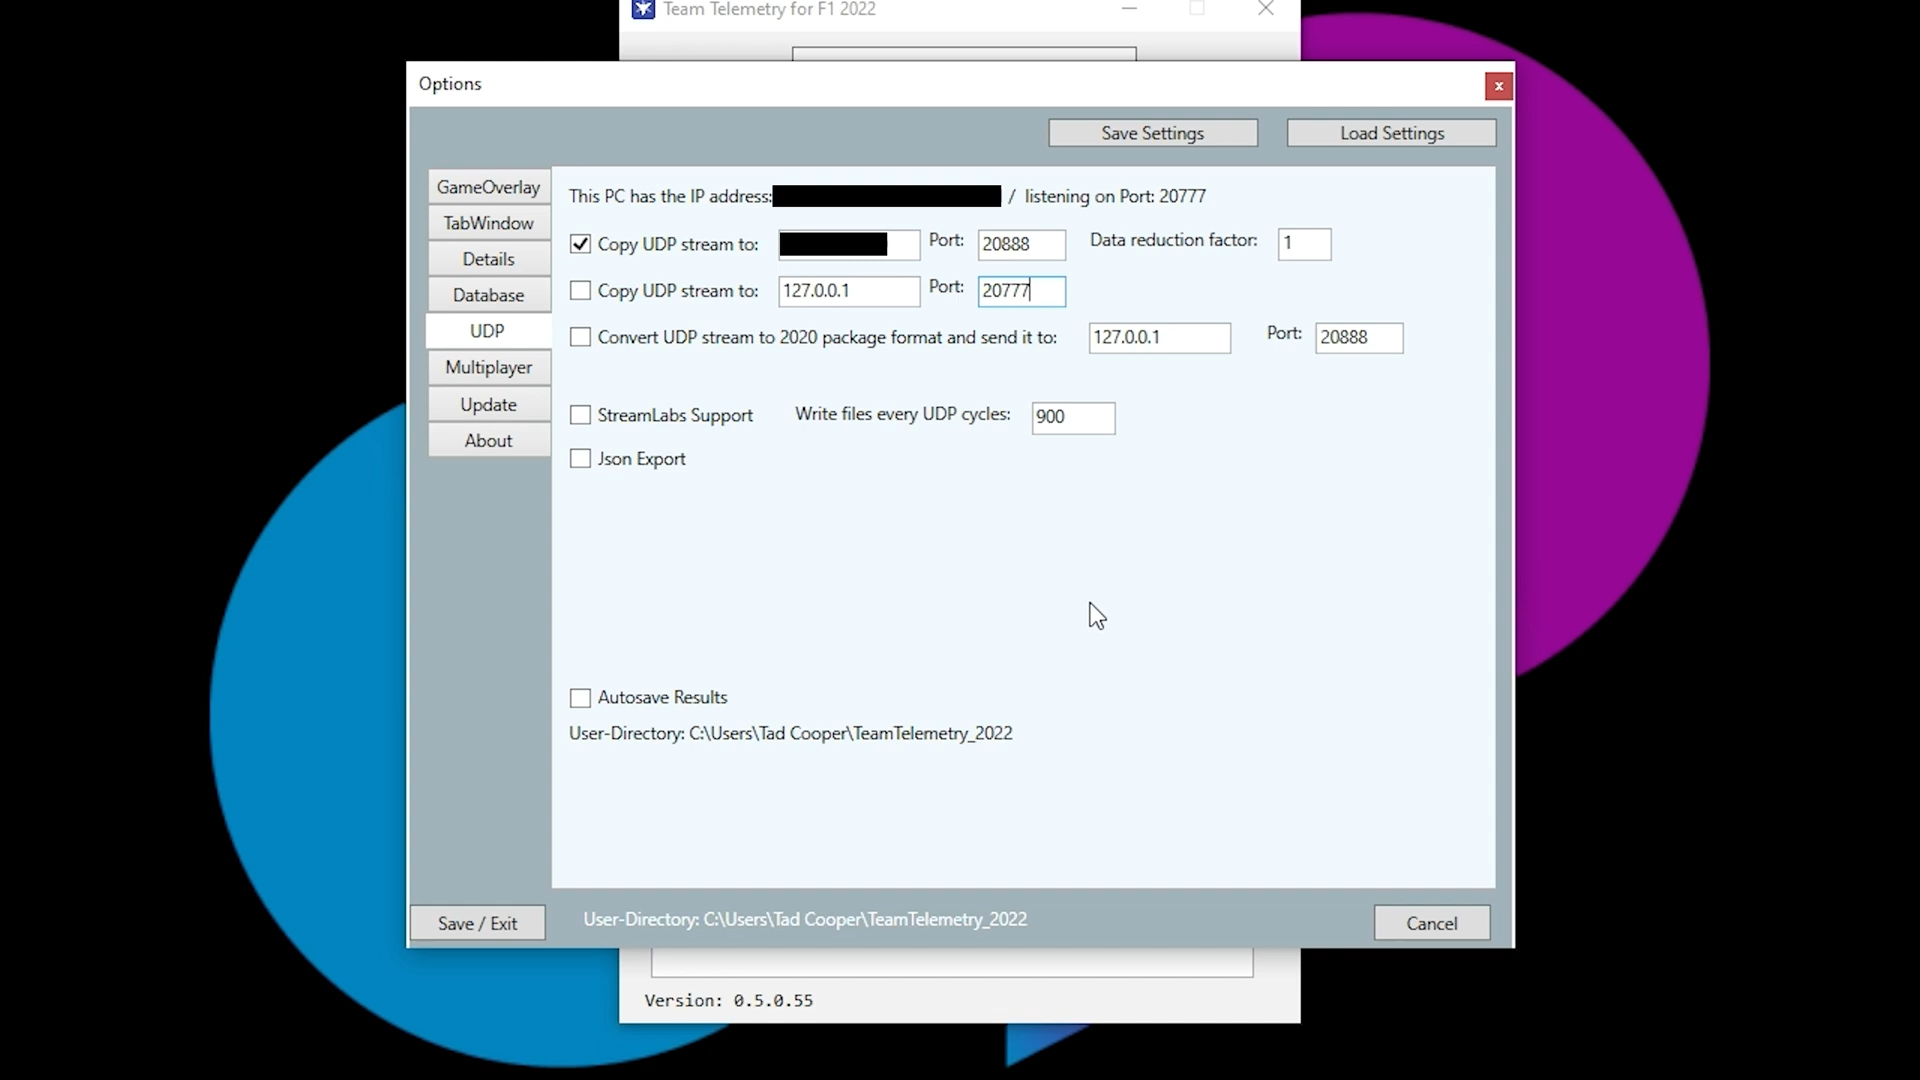 Team Telemetry for F1 2022
Options
x
Save Settings
Load Settings
GameOverlay
TabWindow
Details
Database
UDP
Multiplayer
Update
About
This PC has the IP address: / listening on Port: 20777
Copy UDP stream to: Port: 20888 Data reduction factor: 1
Copy UDP stream to: 127.0.0.1 Port: 20777
Convert UDP stream to 2020 package format and send it to: 127.0.0.1 Port: 20888
StreamLabs Support Write files every UDP cycles: 900
Json Export
Autosave Results
User-Directory: C:\Users\Tad Cooper\TeamTelemetry_2022
Save / Exit
User-Directory: C:\Users\Tad Cooper\TeamTelemetry_2022
Cancel
Version: 0.5.0.55